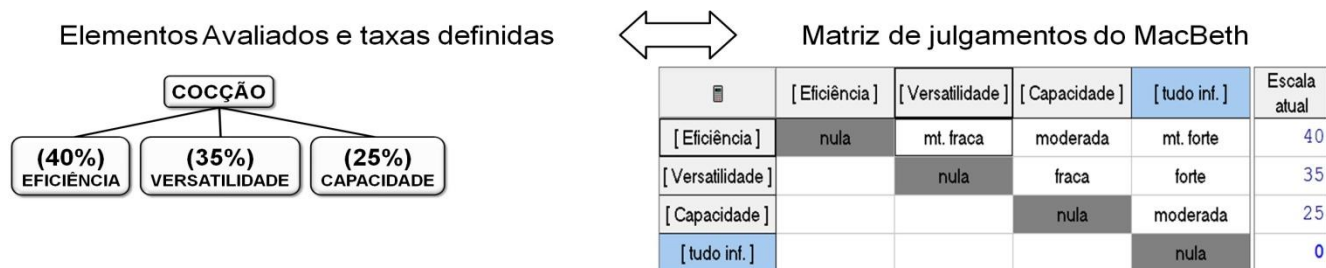 Elementos Avaliados e taxas definidas
COCÇÃO
(40%) EFICIÊNCIA
(35%) VERSATILIDADE
(25%) CAPACIDADE
Matriz de julgamentos do MacBeth
[ Eficiência ] [ Versatilidade ] [ Capacidade ] [ tudo inf. ] Escala atual
[ Eficiência ] nula mt. fraca moderada mt. forte 40
[ Versatilidade ] nula fraca forte 35
[ Capacidade ] nula moderada 25
[ tudo inf. ] nula 0